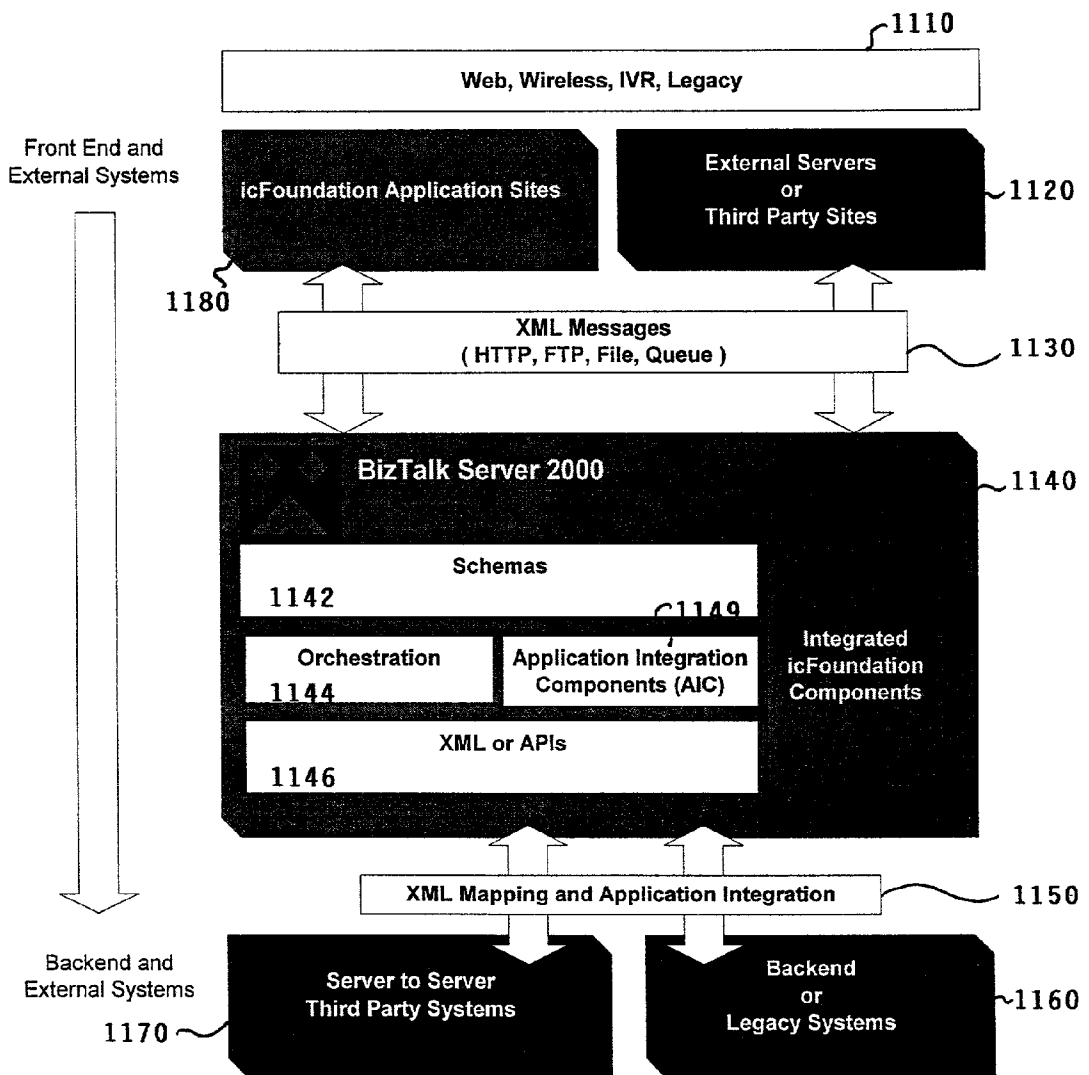 1110
Web, Wireless, IVR, Legacy
Front End and
External Systems
icFoundation Application Sites
External Servers
or
Third Party Sites
1120
1180
XML Messages
( HTTP, FTP, File, Queue )
1130
BizTalk Server 2000
1140
Schemas
1142
1149
Orchestration
1144
Application Integration
Components (AIC)
Integrated
icFoundation
Components
XML or APIs
1146
XML Mapping and Application Integration
1150
Backend and
External Systems
Server to Server
Third Party Systems
1170
Backend
or
Legacy Systems
1160